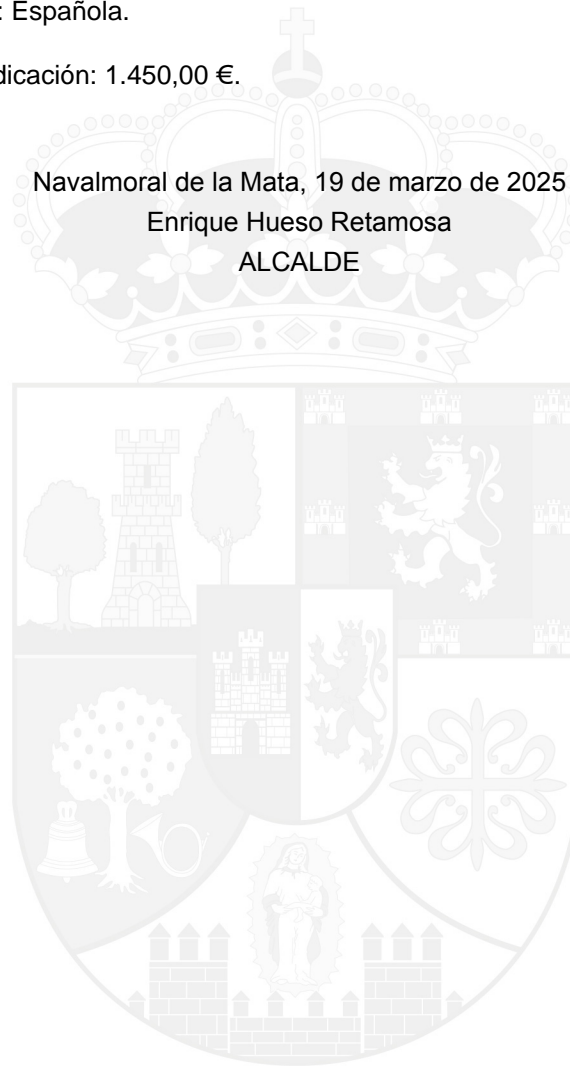 : Española.
dicación: 1.450,00 €.
Navalmoral de la Mata, 19 de marzo de 2025
Enrique Hueso Retamosa
ALCALDE